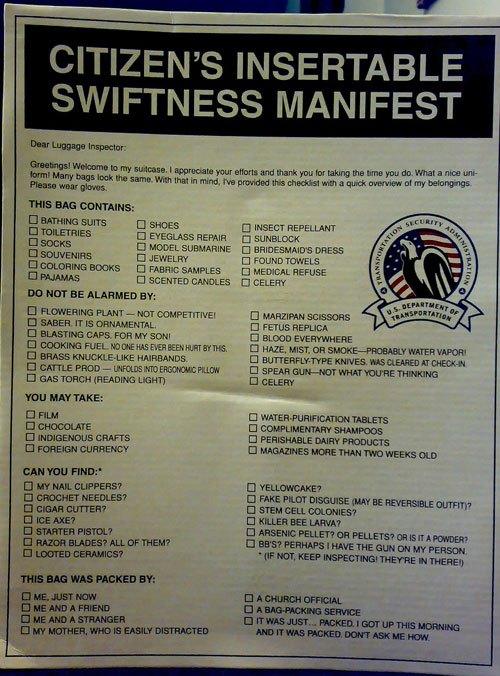 CITIZEN'S INSERTABLE
SWIFTNESS MANIFEST
Dear Luggage Inspector:
Greetings! Welcome to my suitcase. I appreciate your efforts and thank you for taking the time you do. What a nice uni-
form! Many bags look the same. With that in mind, I've provided this checklist with a quick overview of my belongings.
Please wear gloves.
THIS BAG CONTAINS:
BATHING SUITS
TOILETRIES
SOCKS
SOUVENIRS
COLORING BOOKS
PAJAMAS
SHOES
EYEGLASS REPAIR
MODEL SUBMARINE
JEWELRY
FABRIC SAMPLES
SCENTED CANDLES
INSECT REPELLANT
SUNBLOCK
BRIDESMAID'S DRESS
FOUND TOWELS
MEDICAL REFUSE
CELERY
TRANSPORTATION SECURITY ADMINISTRATION
U.S. DEPARTMENT OF
TRANSPORTATION
DO NOT BE ALARMED BY:
FLOWERING PLANT — NOT COMPETITIVE!
SABER. IT IS ORNAMENTAL.
BLASTING CAPS. FOR MY SON!
COOKING FUEL. NO ONE HAS EVER BEEN HURT BY THIS.
BRASS KNUCKLE-LIKE HAIRBANDS.
CATTLE PROD — UNFOLDS INTO ERGONOMIC PILLOW
GAS TORCH (READING LIGHT)
MARZIPAN SCISSORS
FETUS REPLICA
BLOOD EVERYWHERE
HAZE, MIST, OR SMOKE—PROBABLY WATER VAPOR!
BUTTERFLY-TYPE KNIVES. WAS CLEARED AT CHECK-IN.
SPEAR GUN—NOT WHAT YOU'RE THINKING
CELERY
YOU MAY TAKE:
FILM
CHOCOLATE
INDIGENOUS CRAFTS
FOREIGN CURRENCY
WATER-PURIFICATION TABLETS
COMPLIMENTARY SHAMPOOS
PERISHABLE DAIRY PRODUCTS
MAGAZINES MORE THAN TWO WEEKS OLD
CAN YOU FIND:*
MY NAIL CLIPPERS?
CROCHET NEEDLES?
CIGAR CUTTER?
ICE AXE?
STARTER PISTOL?
RAZOR BLADES? ALL OF THEM?
LOOTED CERAMICS?
YELLOWCAKE?
FAKE PILOT DISGUISE (MAY BE REVERSIBLE OUTFIT)?
STEM CELL COLONIES?
KILLER BEE LARVA?
ARSENIC PELLET? OR PELLETS? OR IS IT A POWDER?
BB'S? PERHAPS I HAVE THE GUN ON MY PERSON.
* (IF NOT, KEEP INSPECTING! THEY'RE IN THERE!)
THIS BAG WAS PACKED BY:
ME, JUST NOW
ME AND A FRIEND
ME AND A STRANGER
MY MOTHER, WHO IS EASILY DISTRACTED
A CHURCH OFFICIAL
A BAG-PACKING SERVICE
IT WAS JUST... PACKED. I GOT UP THIS MORNING
AND IT WAS PACKED. DON'T ASK ME HOW.